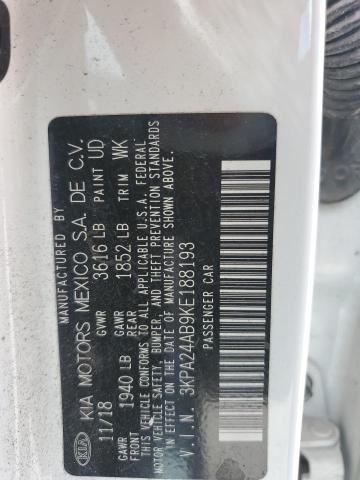 MANUFACTURED BY
KIA KIA MOTORS MEXICO S.A. DE C.V.
11/18 GVWR 3616 LB PAINT UD
GAWR FRONT 1940 LB GAWR REAR 1852 LB TRIM WK
THIS VEHICLE CONFORMS TO ALL APPLICABLE U.S.A. FEDERAL
MOTOR VEHICLE SAFETY, BUMPER, AND THEFT PREVENTION STANDARDS
IN EFFECT ON THE DATE OF MANUFACTURE SHOWN ABOVE.
V.I.N. 3KPA24AB9KE188193
PASSENGER CAR